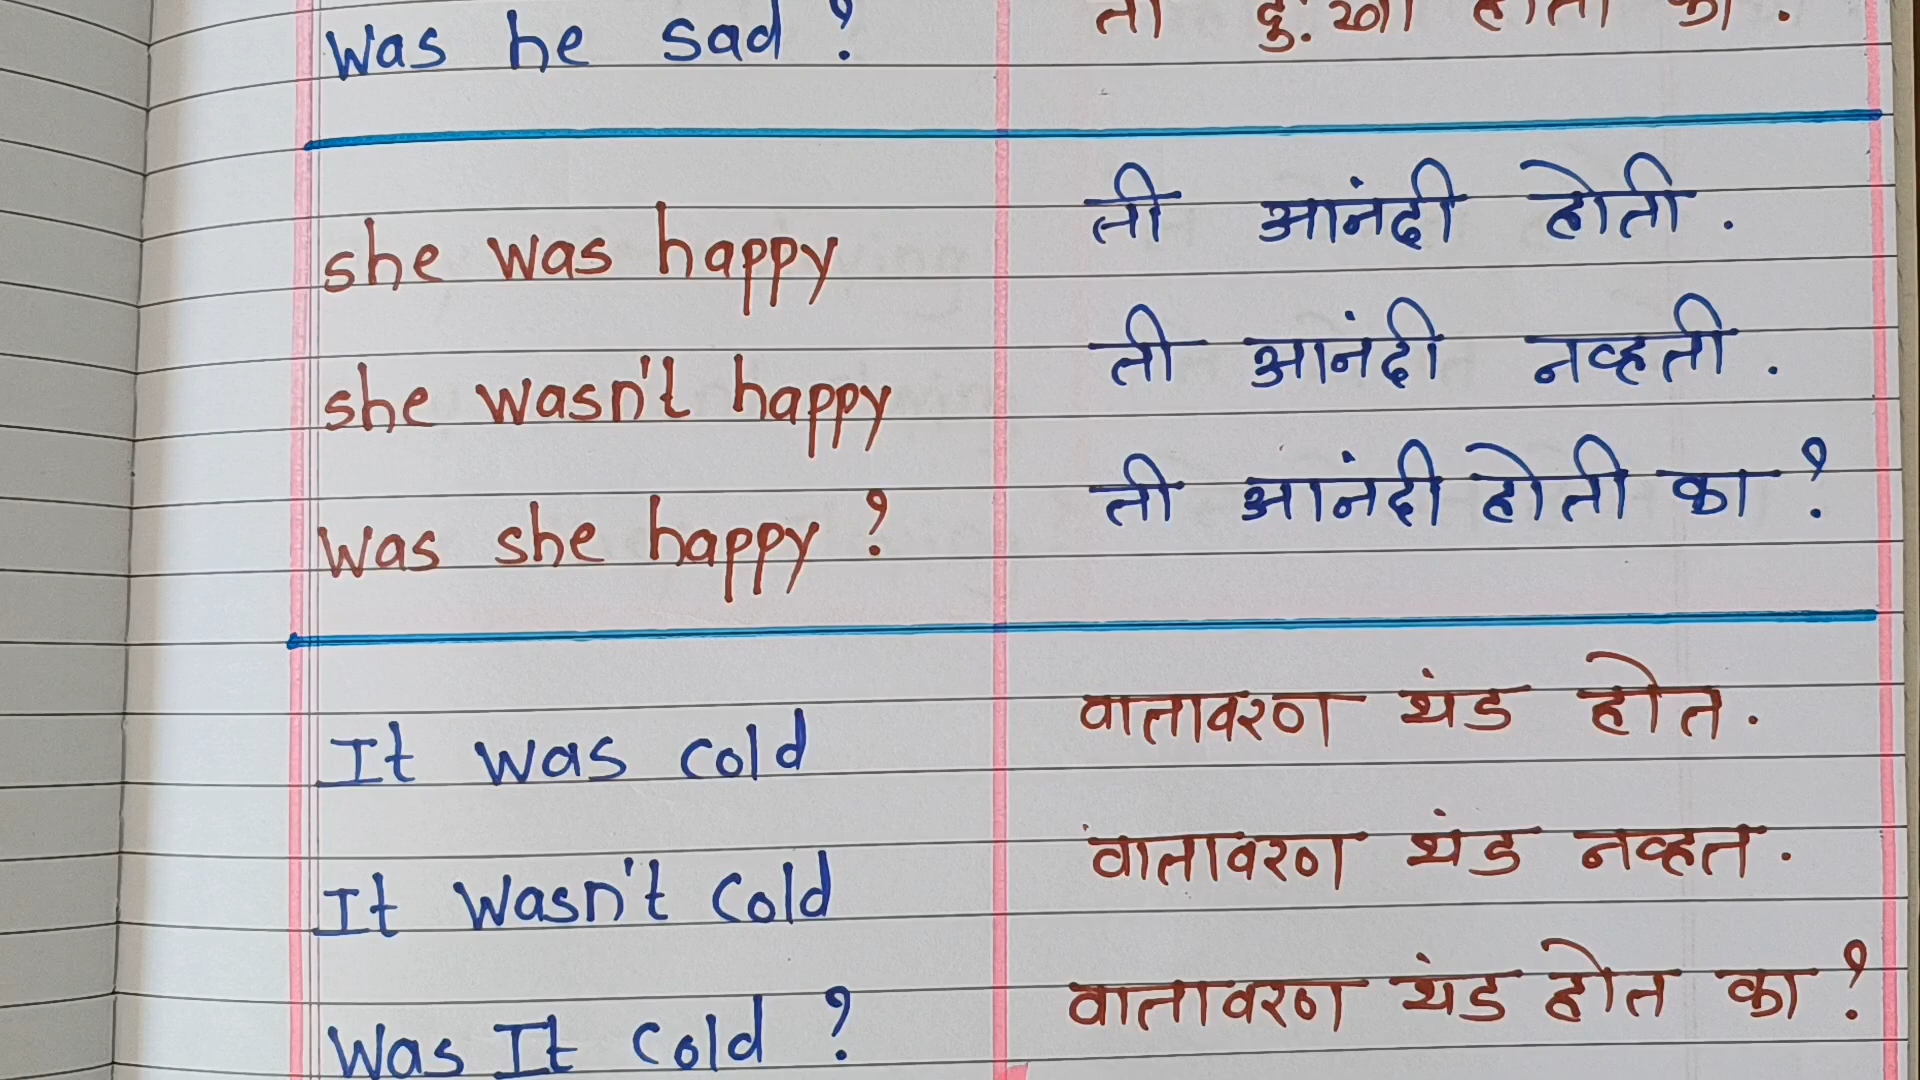 was he sad ? तो दु:खी होता का .
she was happy ती आनंदी होती .
she wasn't happy ती आनंदी नव्हती .
was she happy ? ती आनंदी होती का ?
It was cold वातावरण थंड होत .
It wasn't cold वातावरण थंड नव्हत .
Was It cold ? वातावरण थंड होत का ?